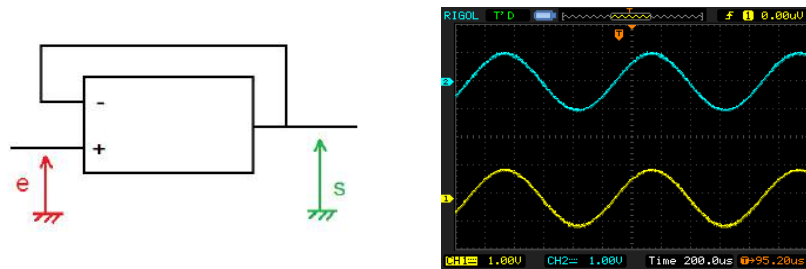 -
+
e
s
RIGOL T'D T f 1 0.00uV
T
2
1
CH1 1.00V CH2 1.00V Time 200.0us T→95.20us